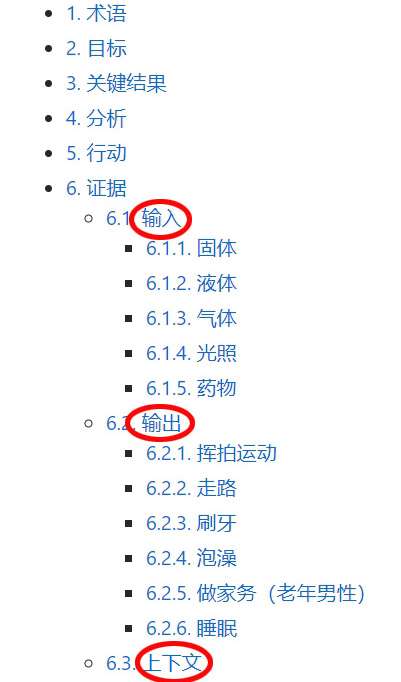 1. 术语
2. 目标
3. 关键结果
4. 分析
5. 行动
6. 证据
6.1. 输入
6.1.1. 固体
6.1.2. 液体
6.1.3. 气体
6.1.4. 光照
6.1.5. 药物
6.2. 输出
6.2.1. 挥拍运动
6.2.2. 走路
6.2.3. 刷牙
6.2.4. 泡澡
6.2.5. 做家务（老年男性）
6.2.6. 睡眠
6.3. 上下文